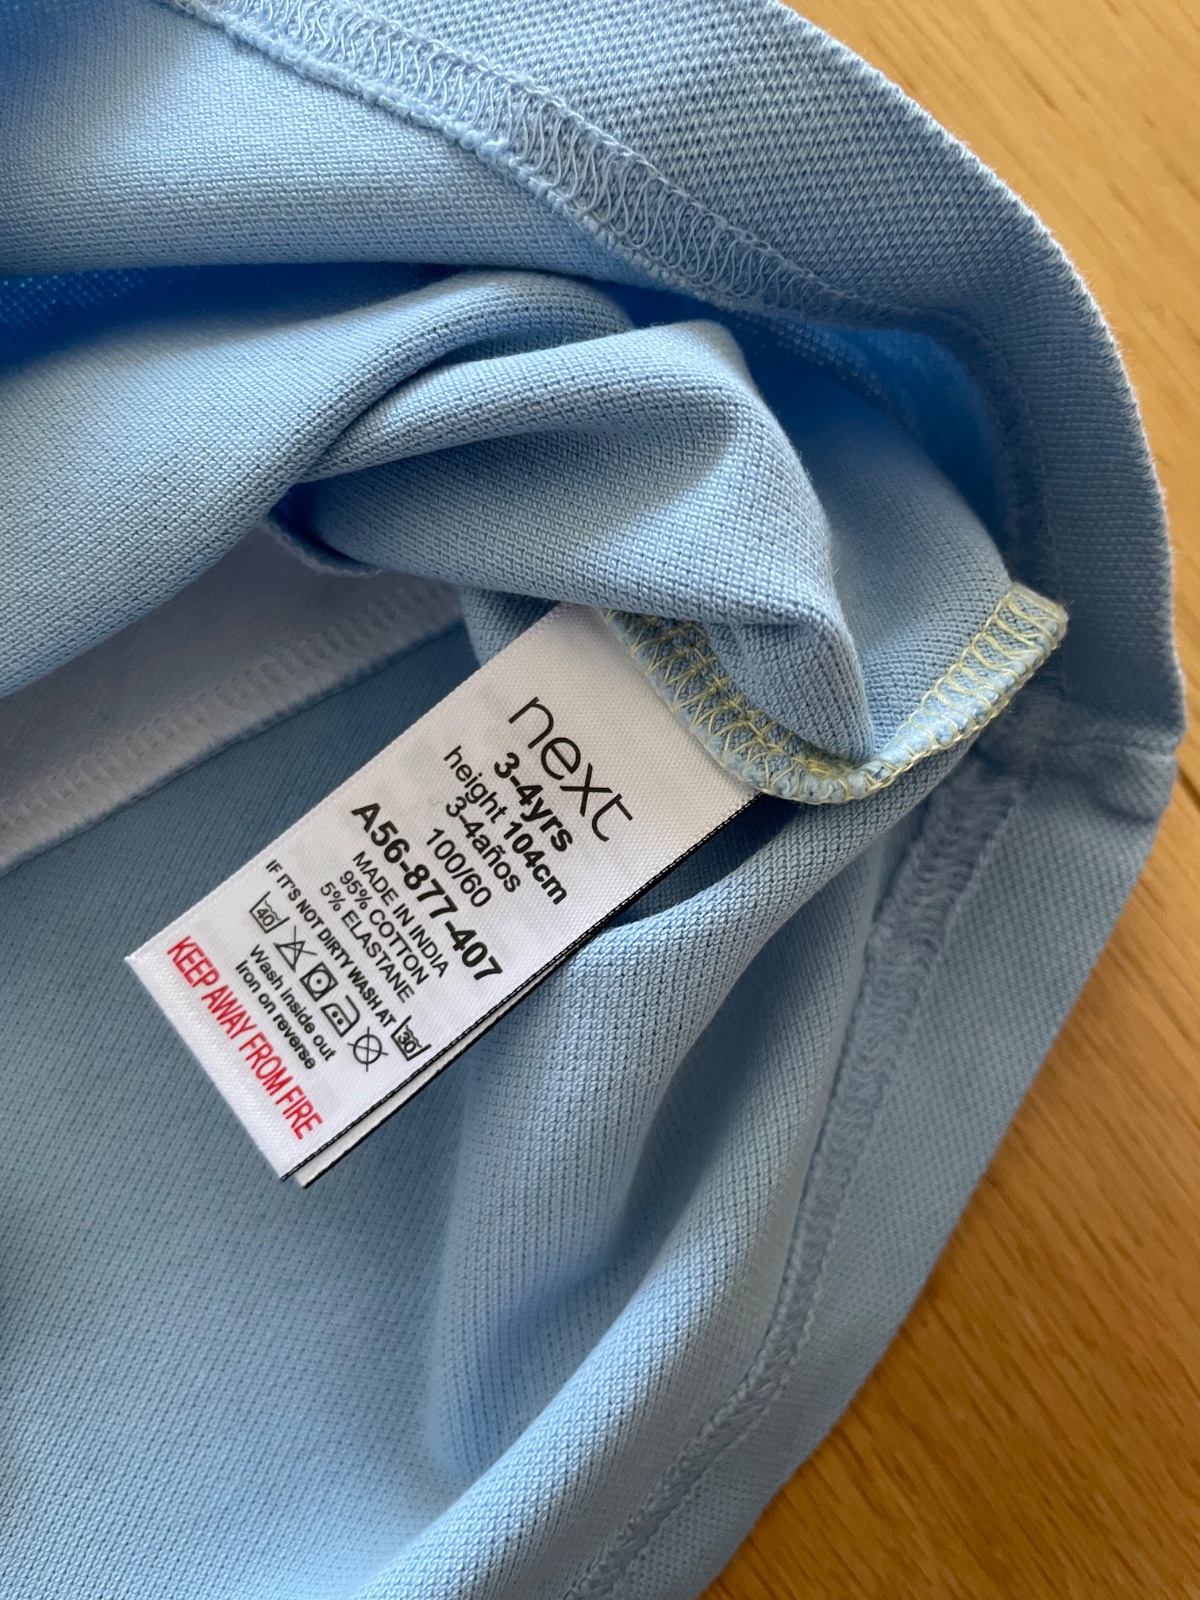 next
3-4yrs
height 104cm
3-4años
100/60
A56-877-407
MADE IN INDIA
95% COTTON
5% ELASTANE
IF IT'S NOT DIRTY WASH AT 30
40
Wash Inside out
Iron on reverse
KEEP AWAY FROM FIRE